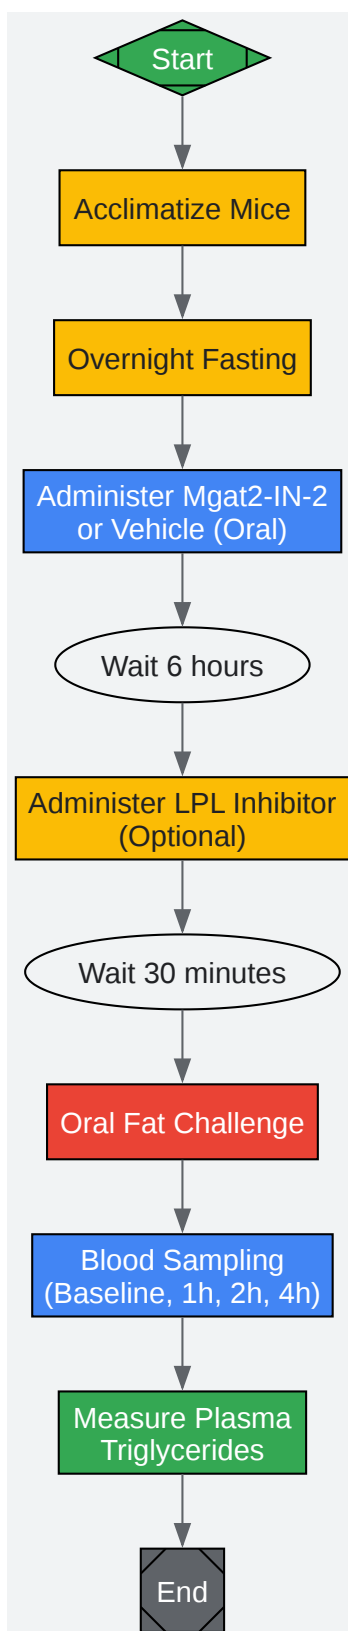 Start
Acclimatize Mice
Overnight Fasting
Administer Mgat2-IN-2
or Vehicle (Oral)
Wait 6 hours
Administer LPL Inhibitor
(Optional)
Wait 30 minutes
Oral Fat Challenge
Blood Sampling
(Baseline, 1h, 2h, 4h)
Measure Plasma
Triglycerides
End